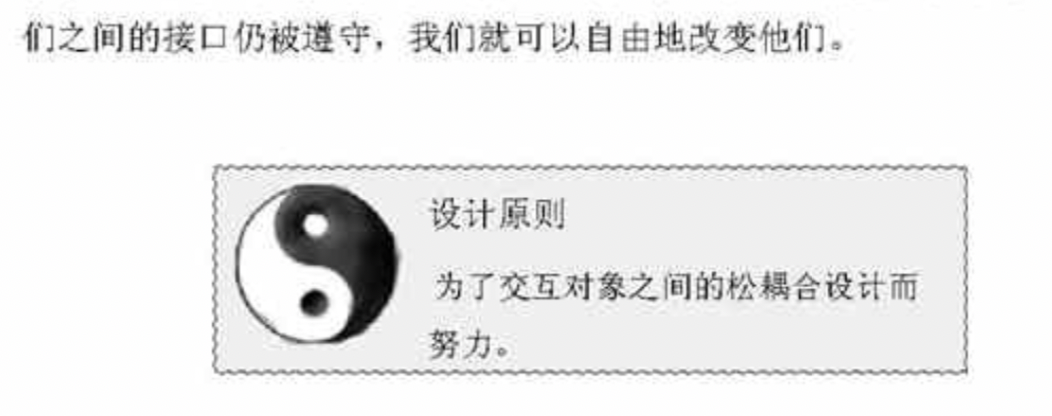 们之间的接口仍被遵守，我们就可以自由地改变他们。
设计原则
为了交互对象之间的松耦合设计而
努力。